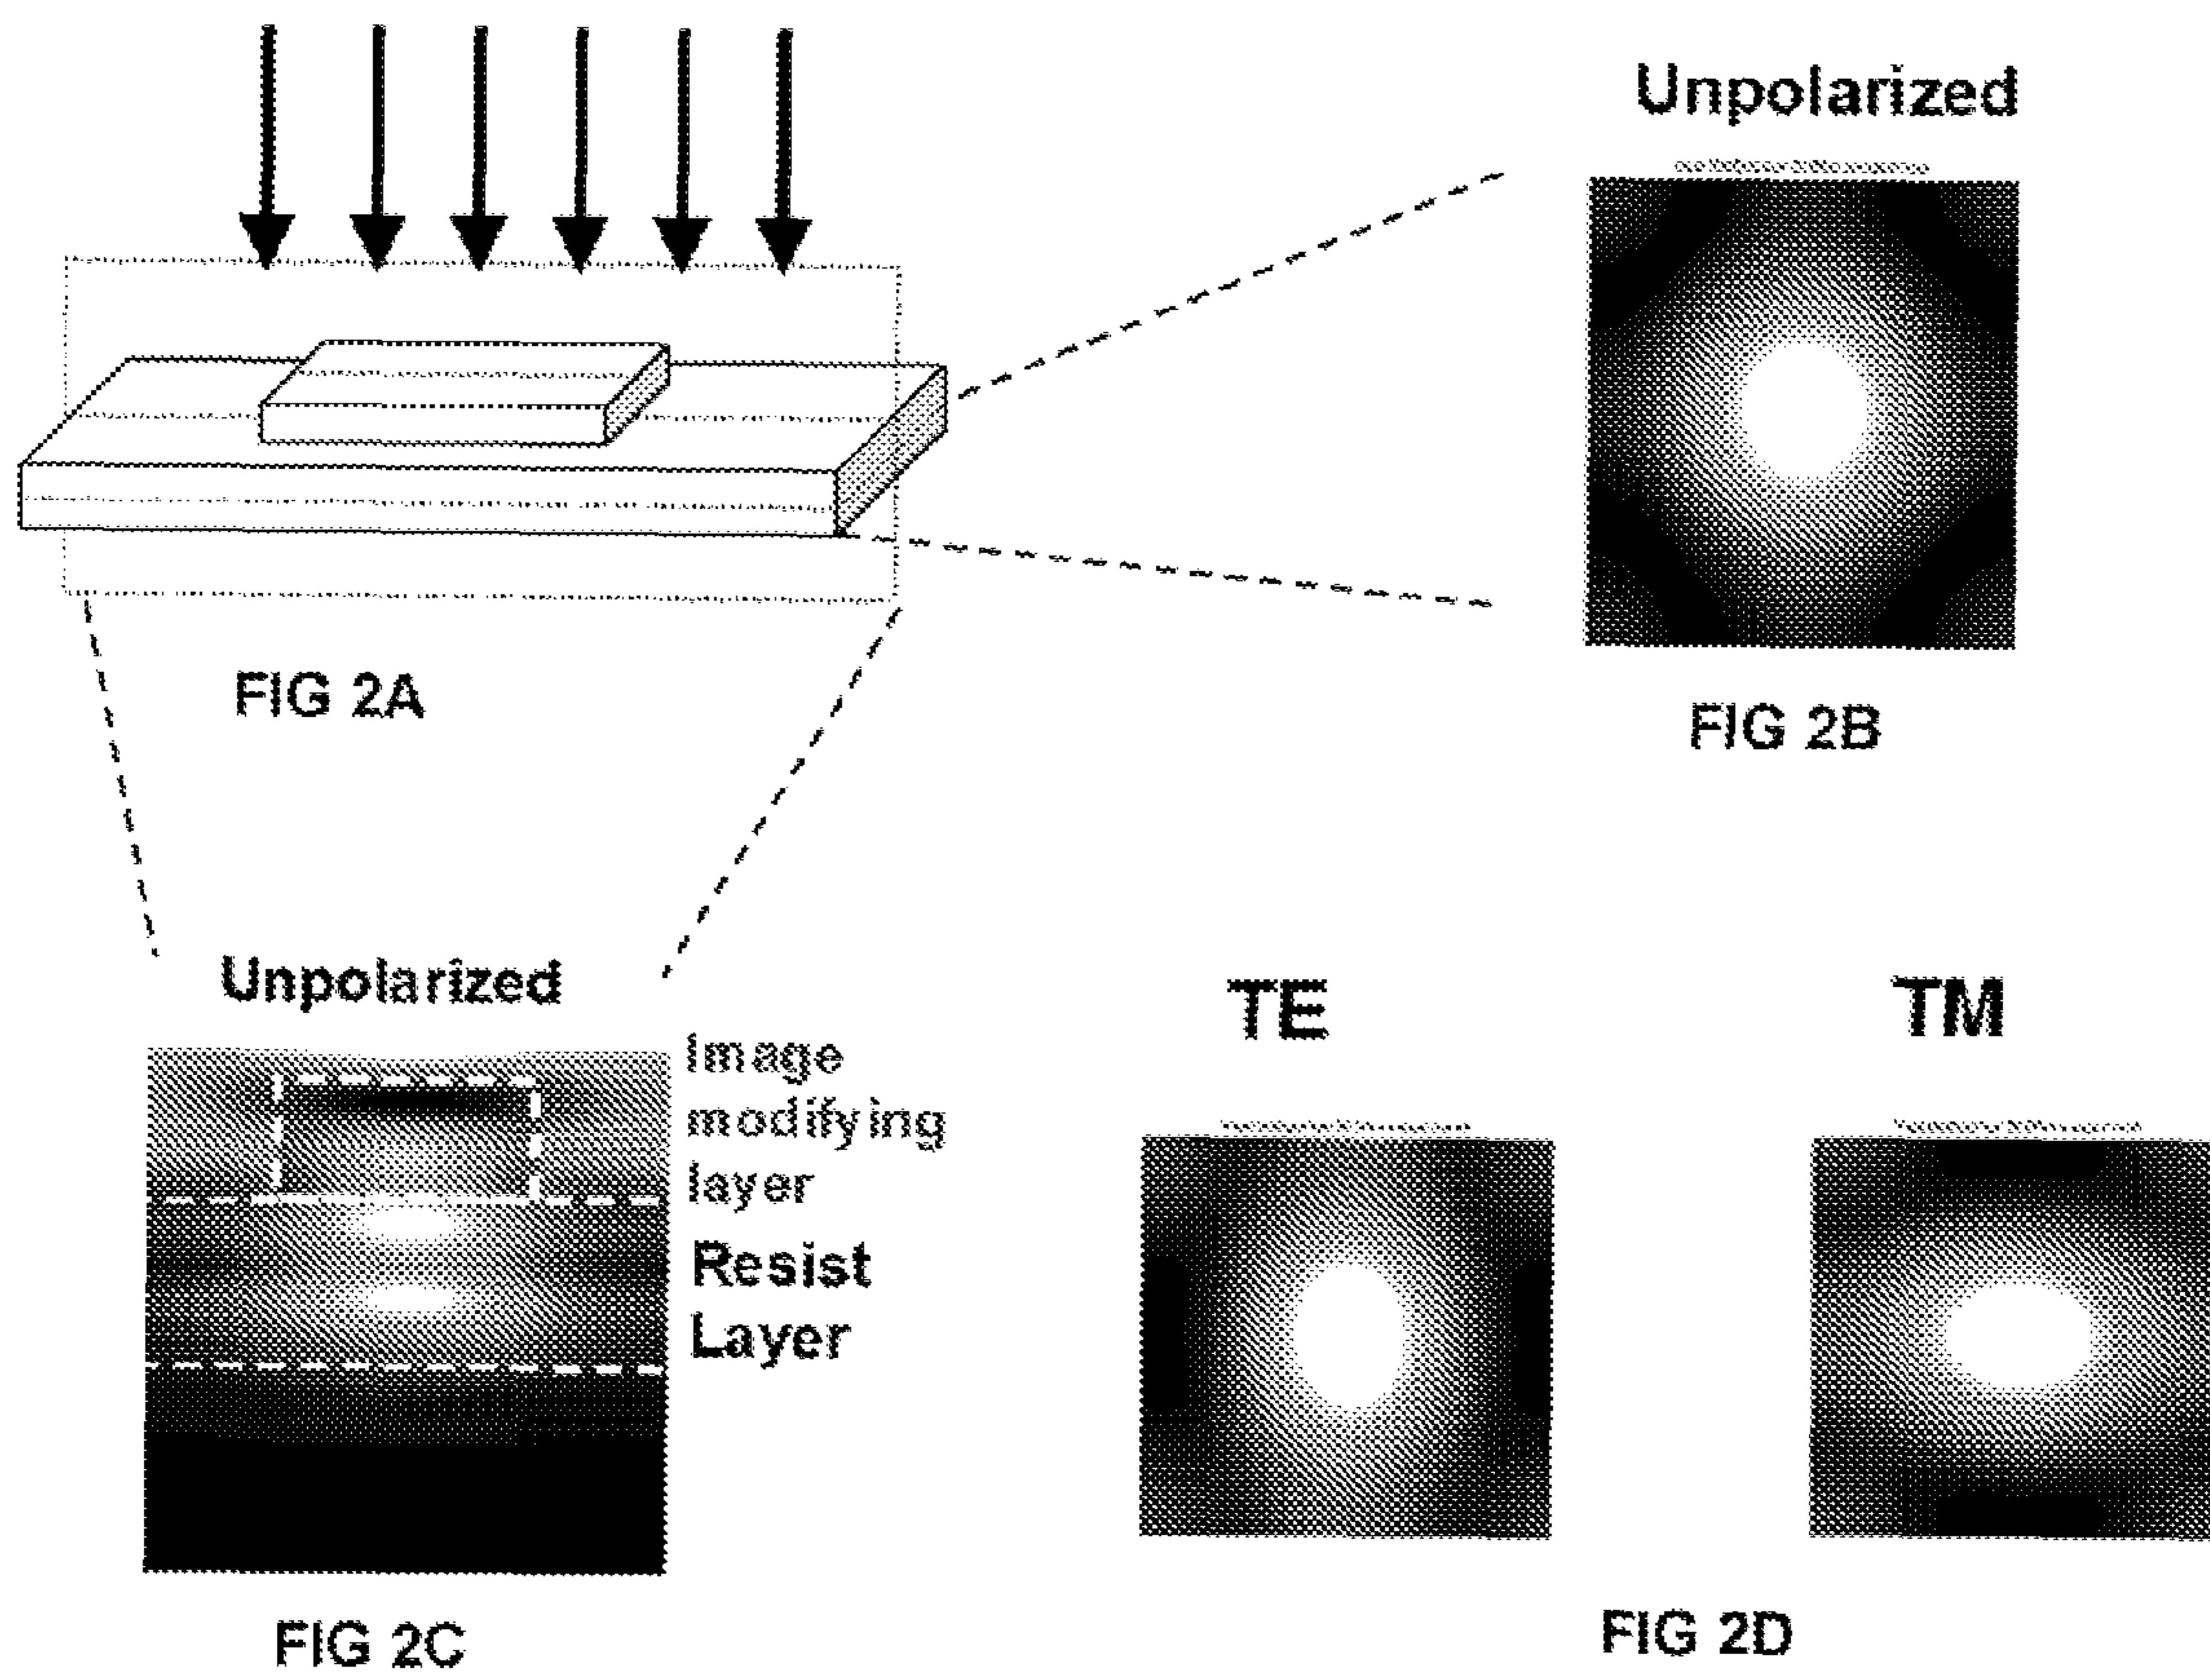 Unpolarized
FIG 2A
FIG 2B
Unpolarized
Image
modifying
layer
Resist
Layer
FIG 2C
TE
TM
FIG 2D